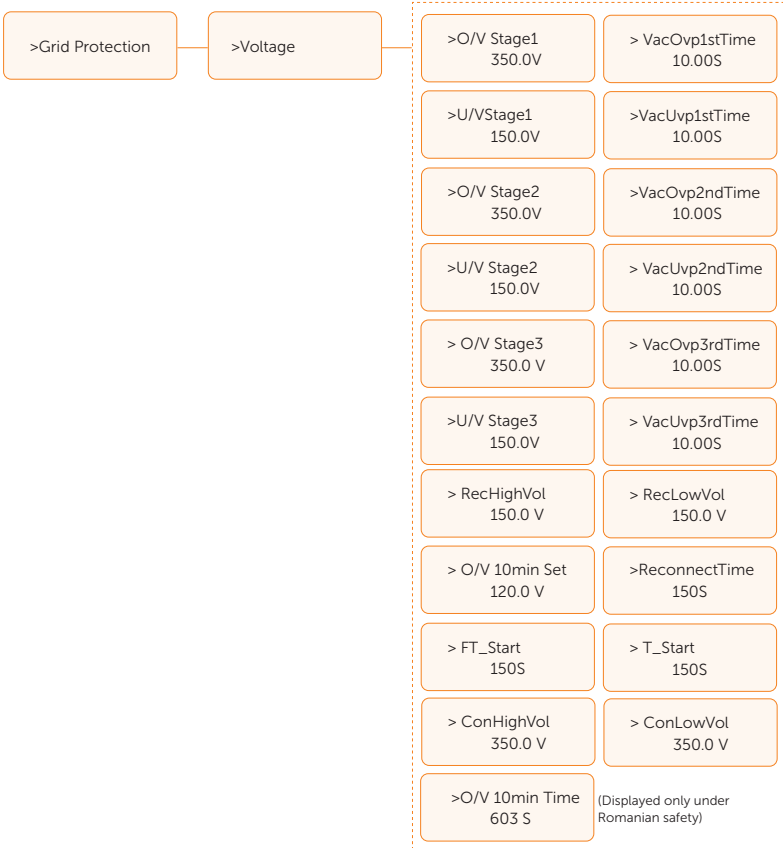 >Grid Protection
>Voltage
>O/V Stage1
350.0V
> VacOvp1stTime
10.00S
>U/VStage1
150.0V
>VacUvp1stTime
10.00S
>O/V Stage2
350.0V
>VacOvp2ndTime
10.00S
>U/V Stage2
150.0V
> VacUvp2ndTime
10.00S
> O/V Stage3
350.0 V
> VacOvp3rdTime
10.00S
>U/V Stage3
150.0V
> VacUvp3rdTime
10.00S
> RecHighVol
150.0 V
> RecLowVol
150.0 V
> O/V 10min Set
120.0 V
>ReconnectTime
150S
> FT_Start
150S
> T_Start
150S
> ConHighVol
350.0 V
> ConLowVol
350.0 V
>O/V 10min Time
603 S
(Displayed only under
Romanian safety)